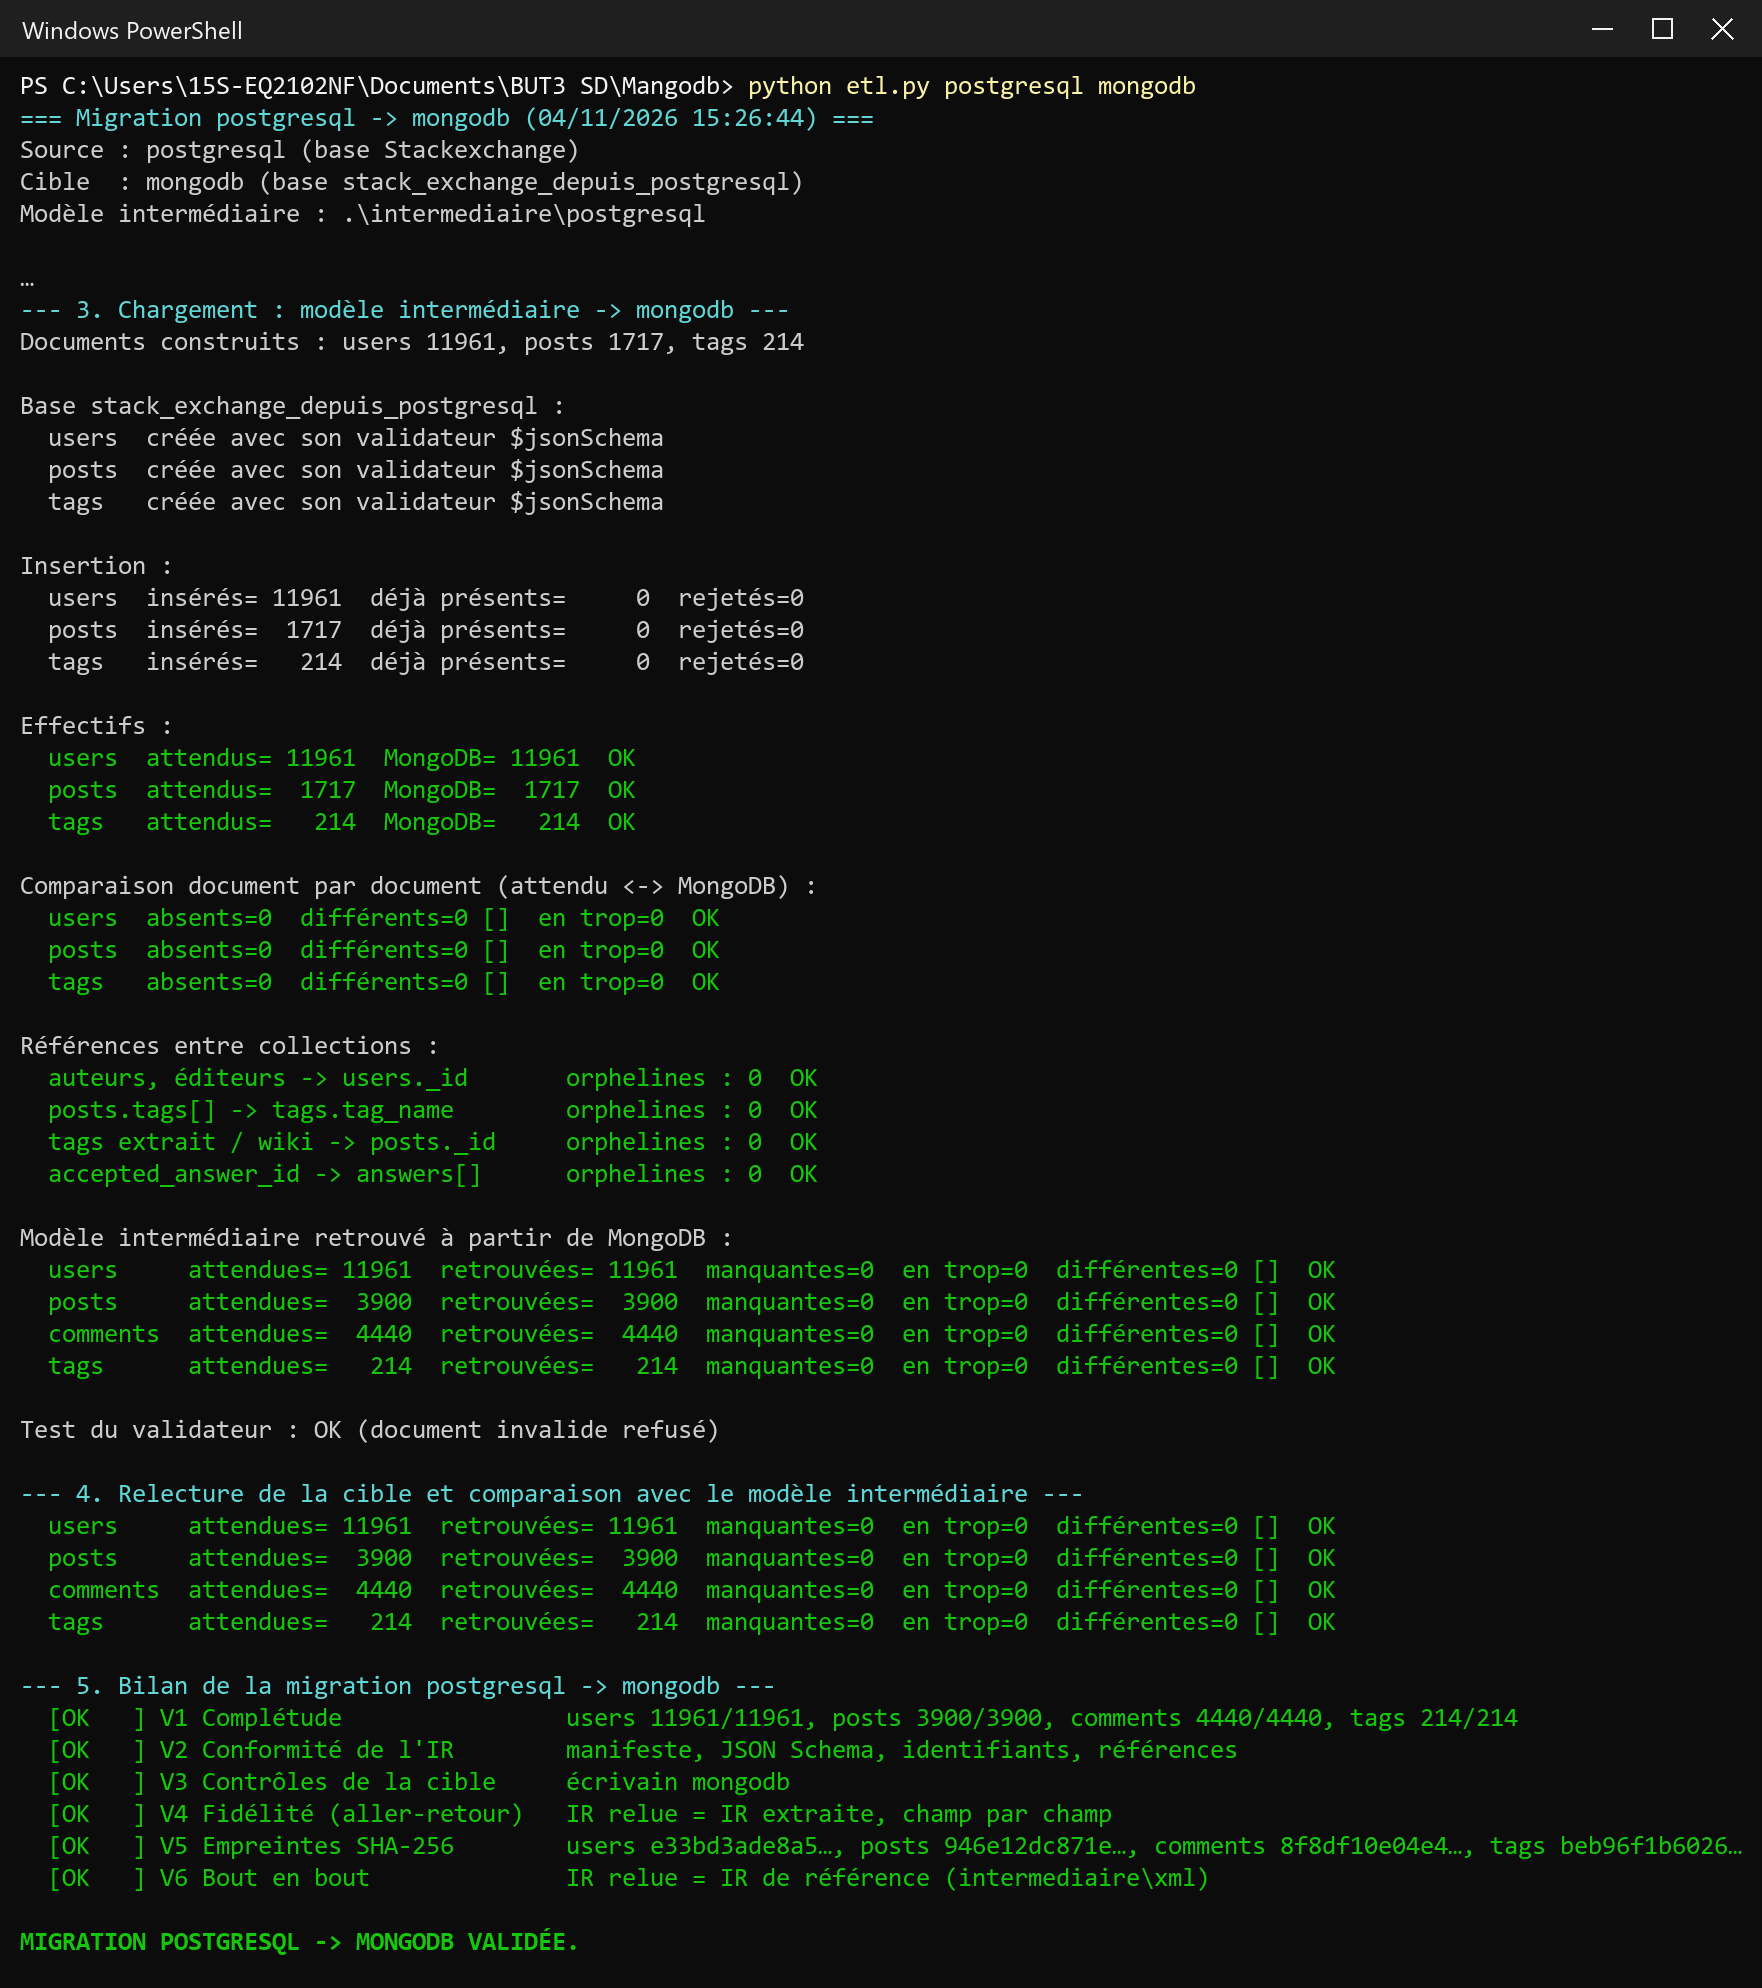 Windows PowerShell
PS C:\Users\15S-EQ2102NF\Documents\BUT3 SD\Mangodb> python etl.py postgresql mongodb
=== Migration postgresql -> mongodb (04/11/2026 15:26:44) ===
Source : postgresql (base Stackexchange)
Cible  : mongodb (base stack_exchange_depuis_postgresql)
Modèle intermédiaire : .\intermediaire\postgresql
…
--- 3. Chargement : modèle intermédiaire -> mongodb ---
Documents construits : users 11961, posts 1717, tags 214
Base stack_exchange_depuis_postgresql :
  users  créée avec son validateur $jsonSchema
  posts  créée avec son validateur $jsonSchema
  tags   créée avec son validateur $jsonSchema
Insertion :
  users  insérés= 11961  déjà présents=     0  rejetés=0
  posts  insérés=  1717  déjà présents=     0  rejetés=0
  tags   insérés=   214  déjà présents=     0  rejetés=0
Effectifs :
  users  attendus= 11961  MongoDB= 11961  OK
  posts  attendus=  1717  MongoDB=  1717  OK
  tags   attendus=   214  MongoDB=   214  OK
Comparaison document par document (attendu <-> MongoDB) :
  users  absents=0  différents=0 []  en trop=0  OK
  posts  absents=0  différents=0 []  en trop=0  OK
  tags   absents=0  différents=0 []  en trop=0  OK
Références entre collections :
  auteurs, éditeurs -> users._id       orphelines : 0  OK
  posts.tags[] -> tags.tag_name        orphelines : 0  OK
  tags extrait / wiki -> posts._id     orphelines : 0  OK
  accepted_answer_id -> answers[]      orphelines : 0  OK
Modèle intermédiaire retrouvé à partir de MongoDB :
  users     attendues= 11961  retrouvées= 11961  manquantes=0  en trop=0  différentes=0 []  OK
  posts     attendues=  3900  retrouvées=  3900  manquantes=0  en trop=0  différentes=0 []  OK
  comments  attendues=  4440  retrouvées=  4440  manquantes=0  en trop=0  différentes=0 []  OK
  tags      attendues=   214  retrouvées=   214  manquantes=0  en trop=0  différentes=0 []  OK
Test du validateur : OK (document invalide refusé)
--- 4. Relecture de la cible et comparaison avec le modèle intermédiaire ---
  users     attendues= 11961  retrouvées= 11961  manquantes=0  en trop=0  différentes=0 []  OK
  posts     attendues=  3900  retrouvées=  3900  manquantes=0  en trop=0  différentes=0 []  OK
  comments  attendues=  4440  retrouvées=  4440  manquantes=0  en trop=0  différentes=0 []  OK
  tags      attendues=   214  retrouvées=   214  manquantes=0  en trop=0  différentes=0 []  OK
--- 5. Bilan de la migration postgresql -> mongodb ---
  [OK   ] V1 Complétude                users 11961/11961, posts 3900/3900, comments 4440/4440, tags 214/214
  [OK   ] V2 Conformité de l'IR        manifeste, JSON Schema, identifiants, références
  [OK   ] V3 Contrôles de la cible     écrivain mongodb
  [OK   ] V4 Fidélité (aller-retour)   IR relue = IR extraite, champ par champ
  [OK   ] V5 Empreintes SHA-256        users e33bd3ade8a5…, posts 946e12dc871e…, comments 8f8df10e04e4…, tags beb96f1b6026…
  [OK   ] V6 Bout en bout              IR relue = IR de référence (intermediaire\xml)
MIGRATION POSTGRESQL -> MONGODB VALIDÉE.